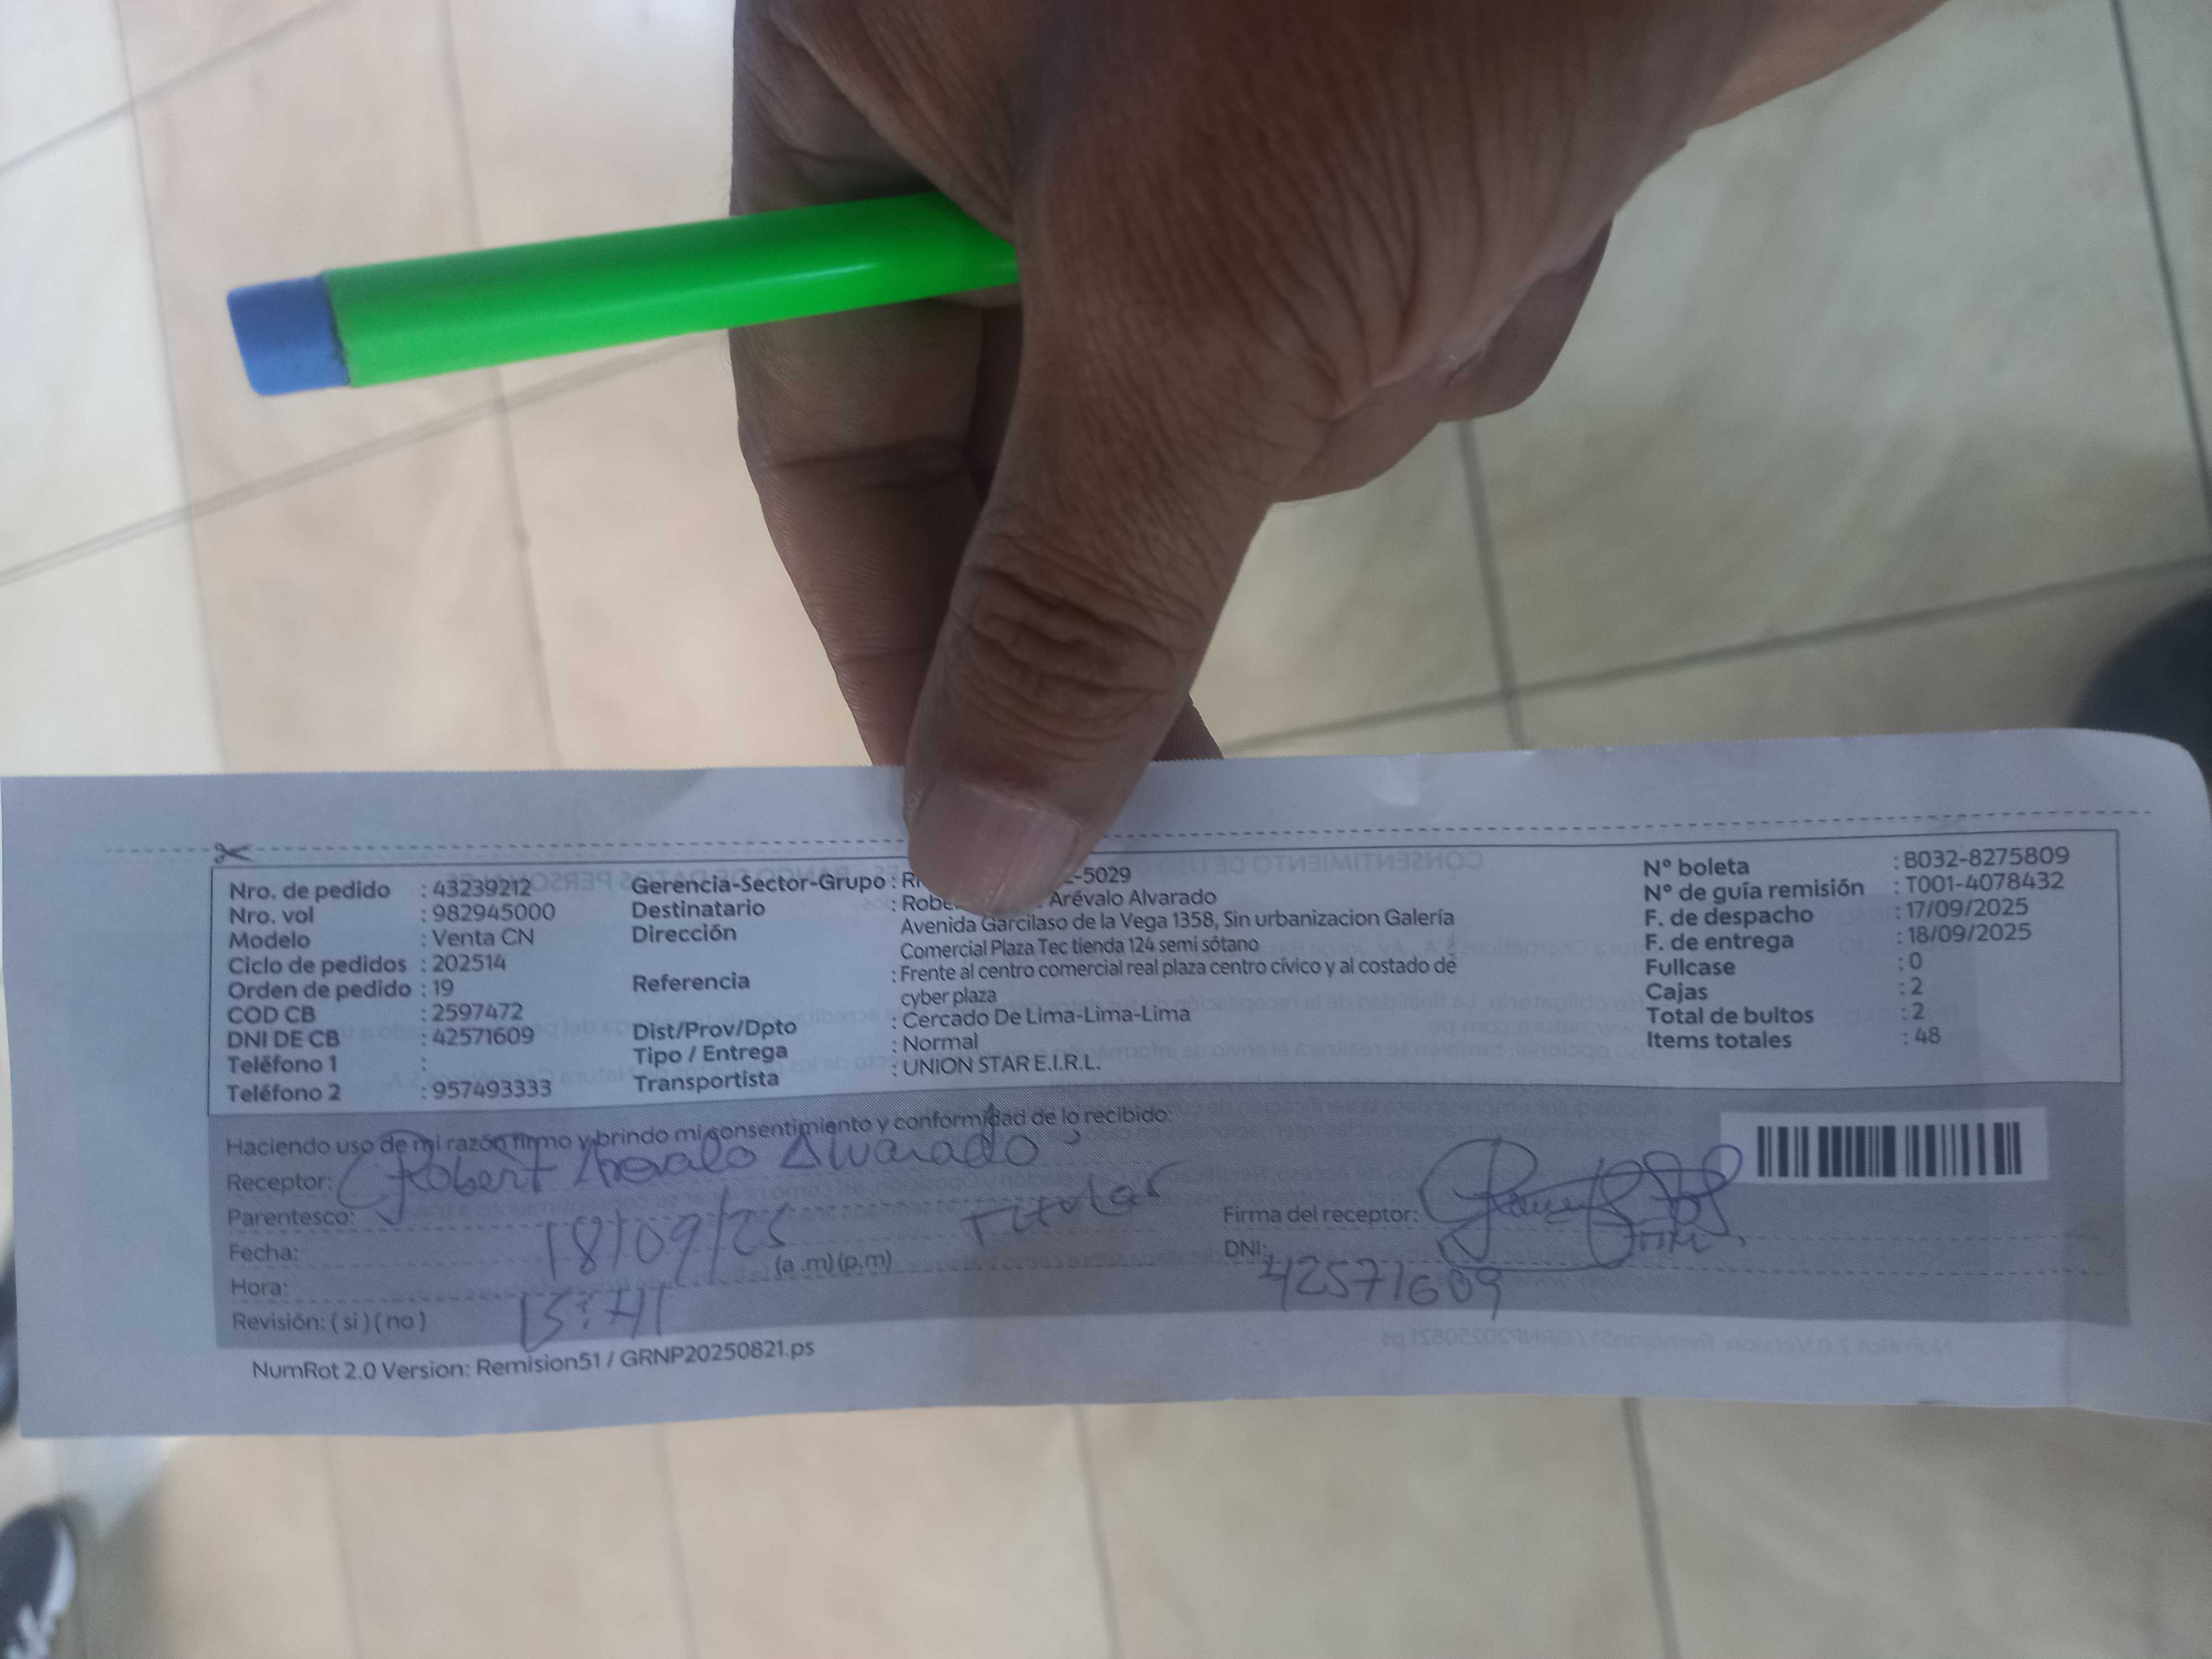 Nro. de pedido : 43239212
Nro. vol : 982945000
Modelo : Venta CN
Ciclo de pedidos : 202514
Orden de pedido : 19
COD CB : 2597472
DNI DE CB : 42571609
Teléfono 1 :
Teléfono 2 : 957493333
Gerencia-Sector-Grupo : -5029
Destinatario : Arévalo Alvarado
Dirección Avenida Garcilaso de la Vega 1358, Sin urbanizacion Galería
Comercial Plaza Tec tienda 124 semi sótano
Referencia : Frente al centro comercial real plaza centro cívico y al costado de
cyber plaza
Dist/Prov/Dpto : Cercado De Lima-Lima-Lima
Tipo / Entrega : Normal
Transportista : UNION STAR E.I.R.L.
N° boleta : B032-8275809
N° de guía remisión : T001-4078432
F. de despacho : 17/09/2025
F. de entrega : 18/09/2025
Fullcase : 0
Cajas : 2
Total de bultos : 2
Items totales : 48
Haciendo uso de mi razón firmo y brindo mi consentimiento y conformidad de lo recibido:
Receptor: Robert Arevalo Alvarado
Parentesco: Titular
Fecha: 18/09/25
Hora: (a .m) (p.m)
Revisión: ( si ) ( no )
Firma del receptor:
DNI: 42571609
NumRot 2.0 Version: Remision51 / GRNP20250821.ps